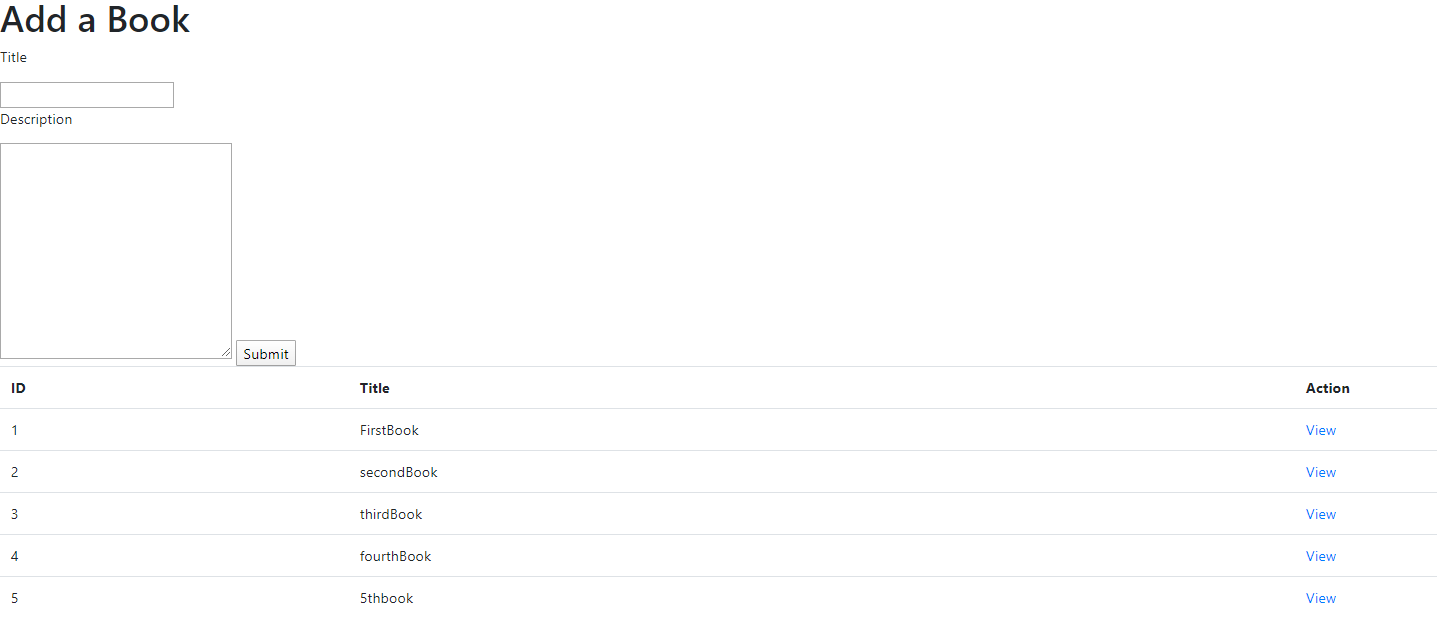 Add a Book
Title
Description
Submit
ID Title Action
1 FirstBook View
2 secondBook View
3 thirdBook View
4 fourthBook View
5 5thbook View